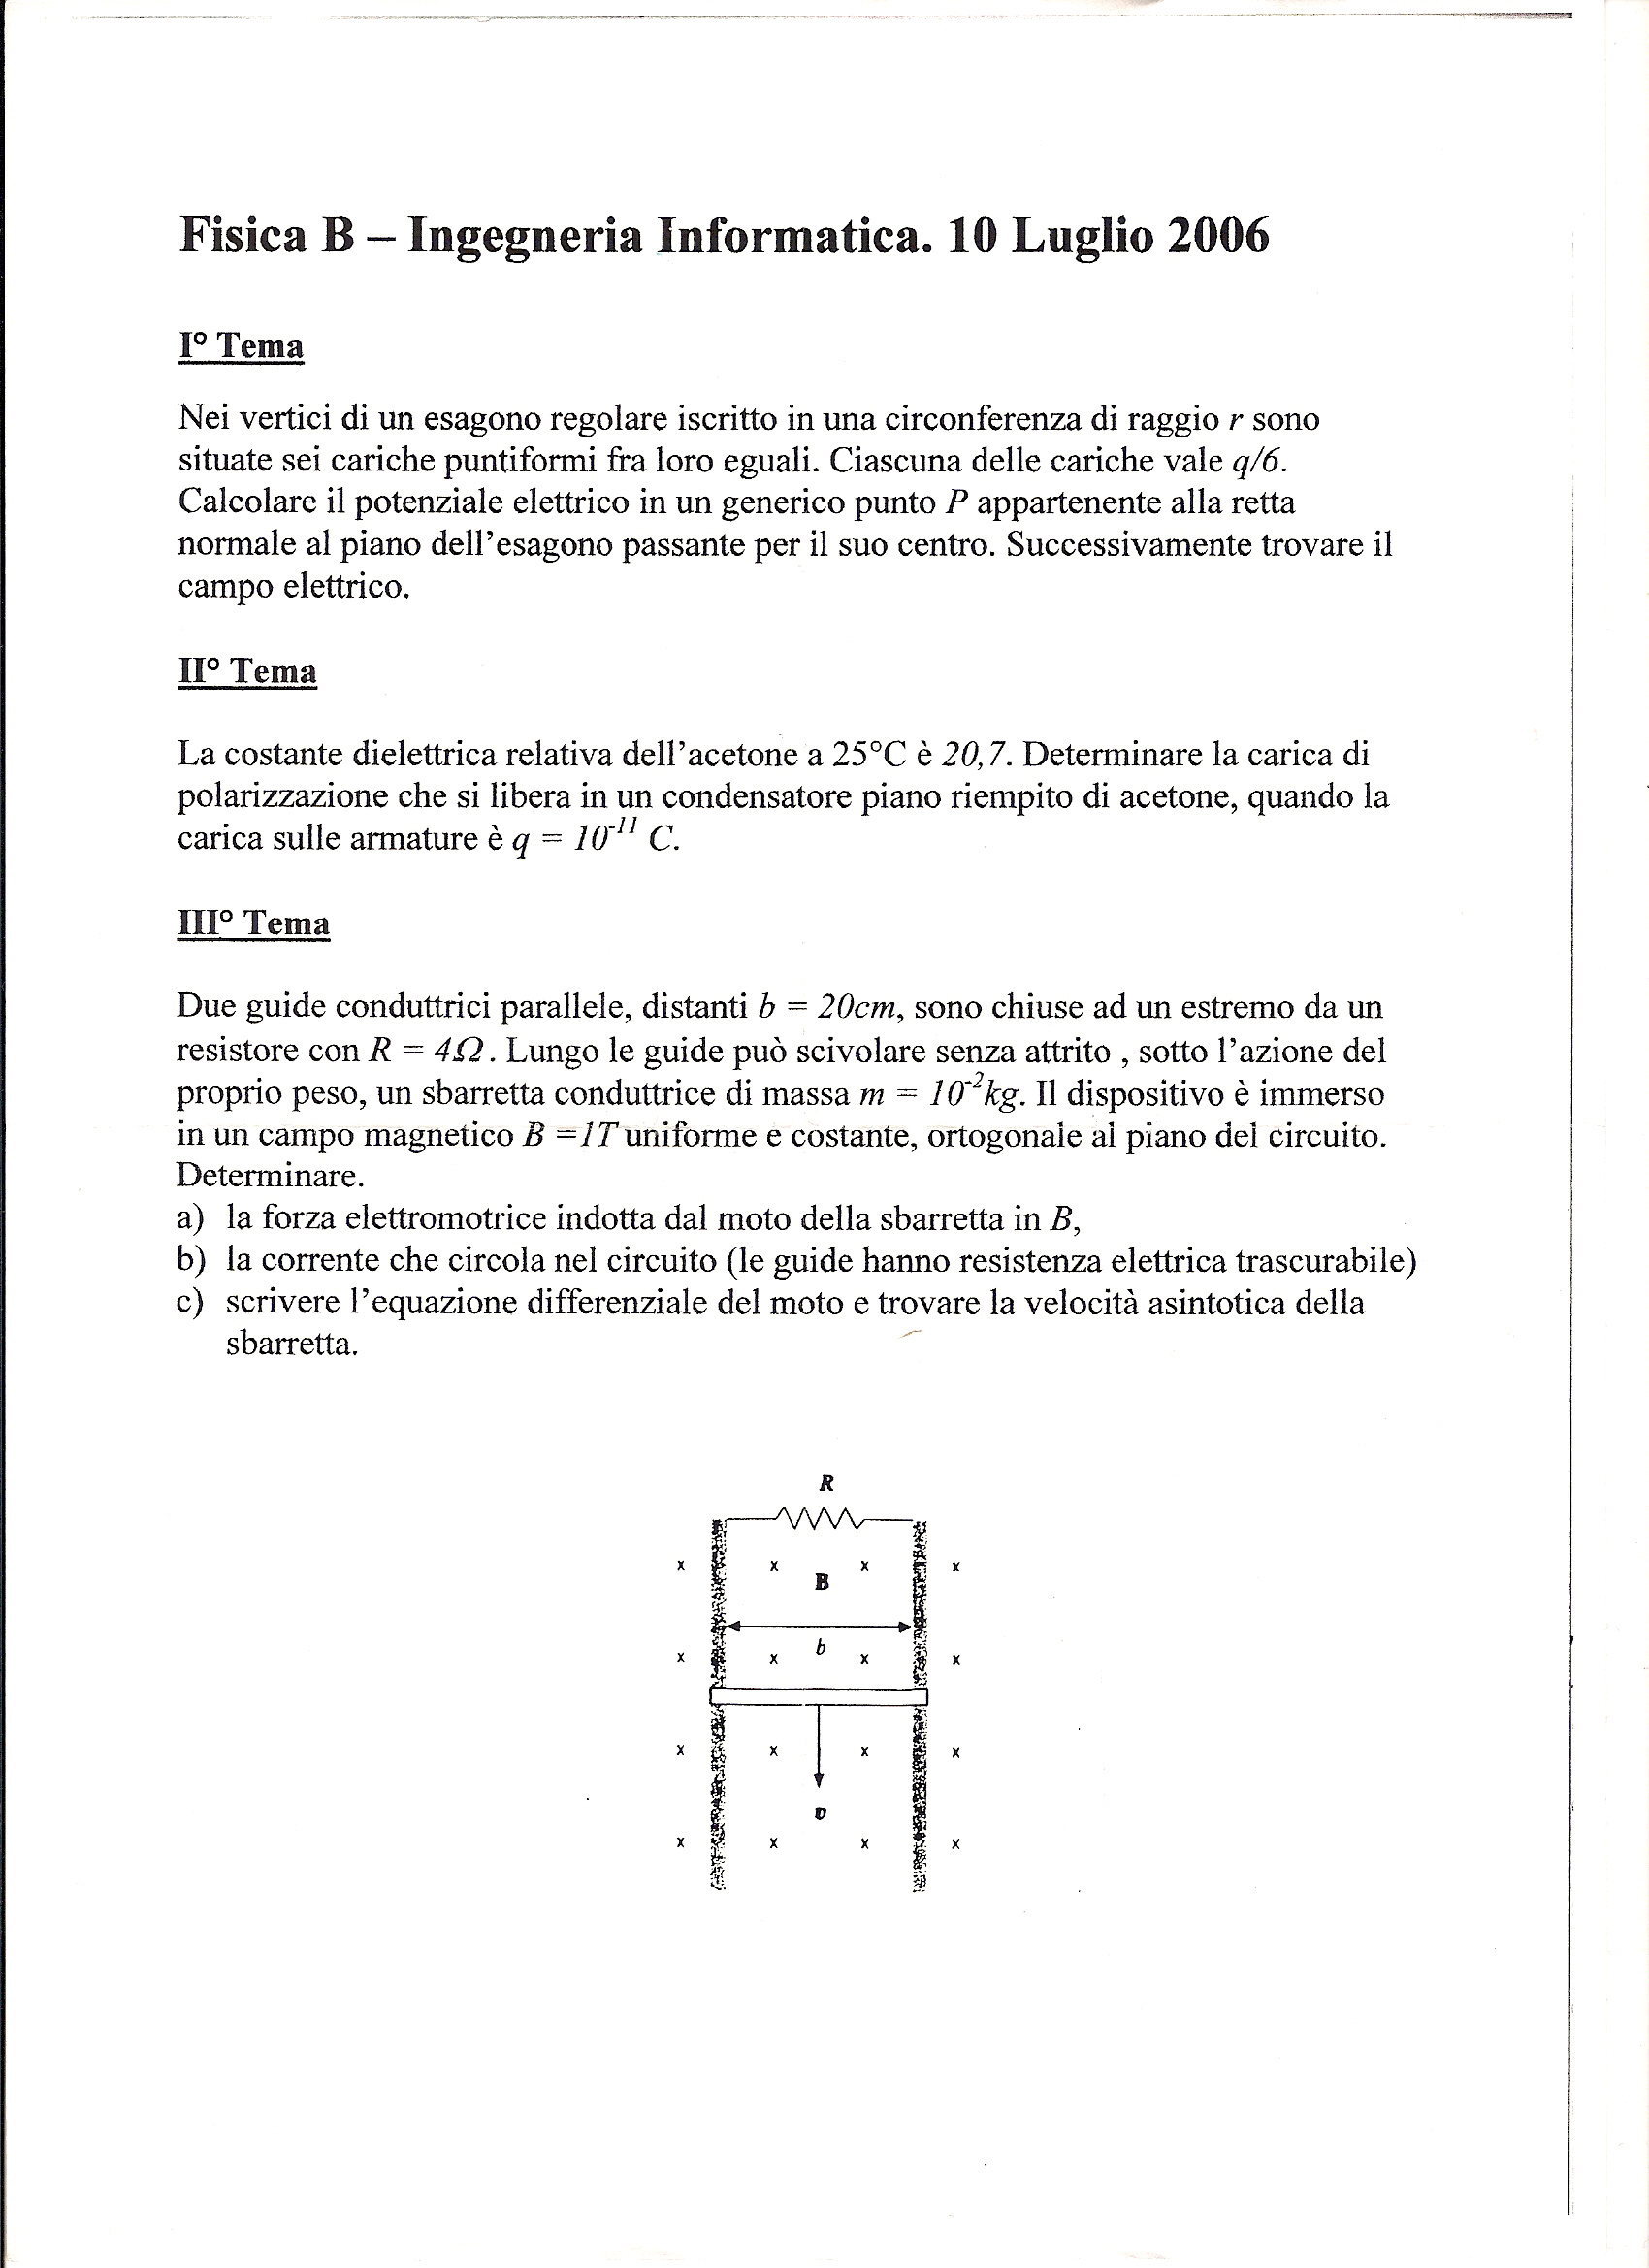 Fisica B – Ingegneria Informatica. 10 Luglio 2006
I° Tema
Nei vertici di un esagono regolare iscritto in una circonferenza di raggio r sono
situate sei cariche puntiformi fra loro eguali. Ciascuna delle cariche vale q/6.
Calcolare il potenziale elettrico in un generico punto P appartenente alla retta
normale al piano dell'esagono passante per il suo centro. Successivamente trovare il
campo elettrico.
II° Tema
La costante dielettrica relativa dell'acetone a 25°C è 20,7. Determinare la carica di
polarizzazione che si libera in un condensatore piano riempito di acetone, quando la
carica sulle armature è q = 10⁻¹¹ C.
III° Tema
Due guide conduttrici parallele, distanti b = 20cm, sono chiuse ad un estremo da un
resistore con R = 4Ω. Lungo le guide può scivolare senza attrito , sotto l'azione del
proprio peso, un sbarretta conduttrice di massa m = 10⁻²kg. Il dispositivo è immerso
in un campo magnetico B =1T uniforme e costante, ortogonale al piano del circuito.
Determinare.
a) la forza elettromotrice indotta dal moto della sbarretta in B,
b) la corrente che circola nel circuito (le guide hanno resistenza elettrica trascurabile)
c) scrivere l'equazione differenziale del moto e trovare la velocità asintotica della
sbarretta.
R
x x x x
B
b
x x x x
x x x x
v
x x x x